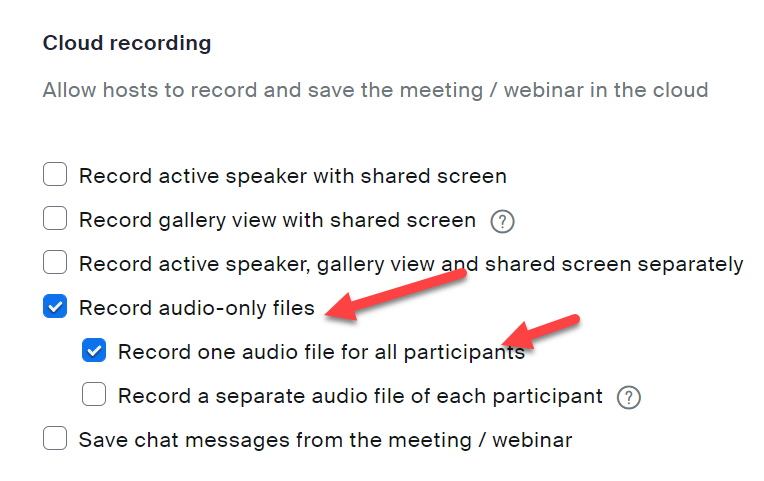 Cloud recording
Allow hosts to record and save the meeting / webinar in the cloud
Record active speaker with shared screen
Record gallery view with shared screen ?
Record active speaker, gallery view and shared screen separately
Record audio-only files
Record one audio file for all participants
Record a separate audio file of each participant ?
Save chat messages from the meeting / webinar